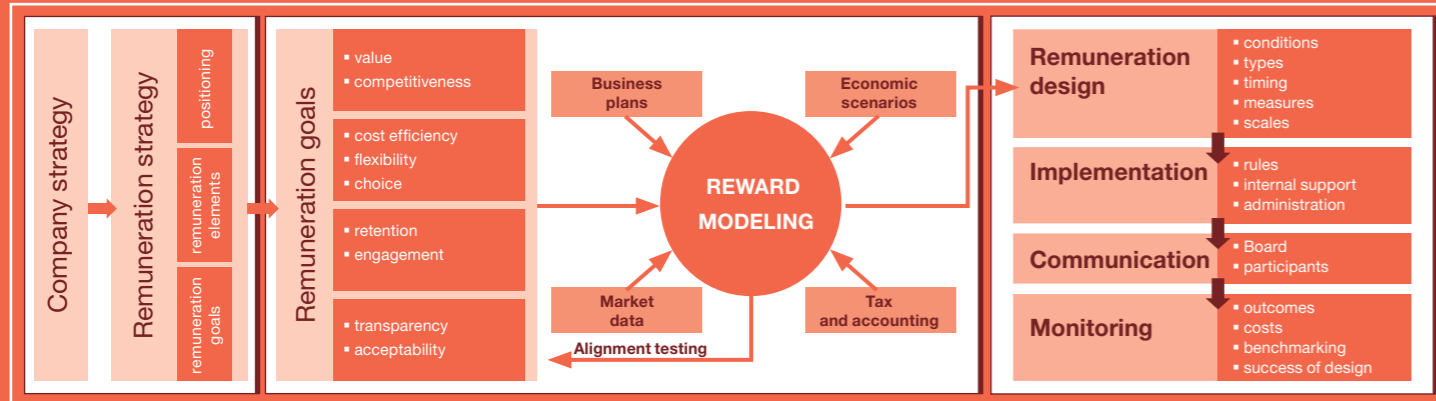 Company strategy
Remuneration strategy
positioning
remuneration
elements
remuneration
goals
Remuneration goals
▪ value
▪ competitiveness
▪ cost efficiency
▪ flexibility
▪ choice
▪ retention
▪ engagement
▪ transparency
▪ acceptability
Business
plans
Economic
scenarios
REWARD
MODELING
Market
data
Tax
and accounting
Alignment testing
Remuneration
design
▪ conditions
▪ types
▪ timing
▪ measures
▪ scales
Implementation
▪ rules
▪ internal support
▪ administration
Communication
▪ Board
▪ participants
Monitoring
▪ outcomes
▪ costs
▪ benchmarking
▪ success of design